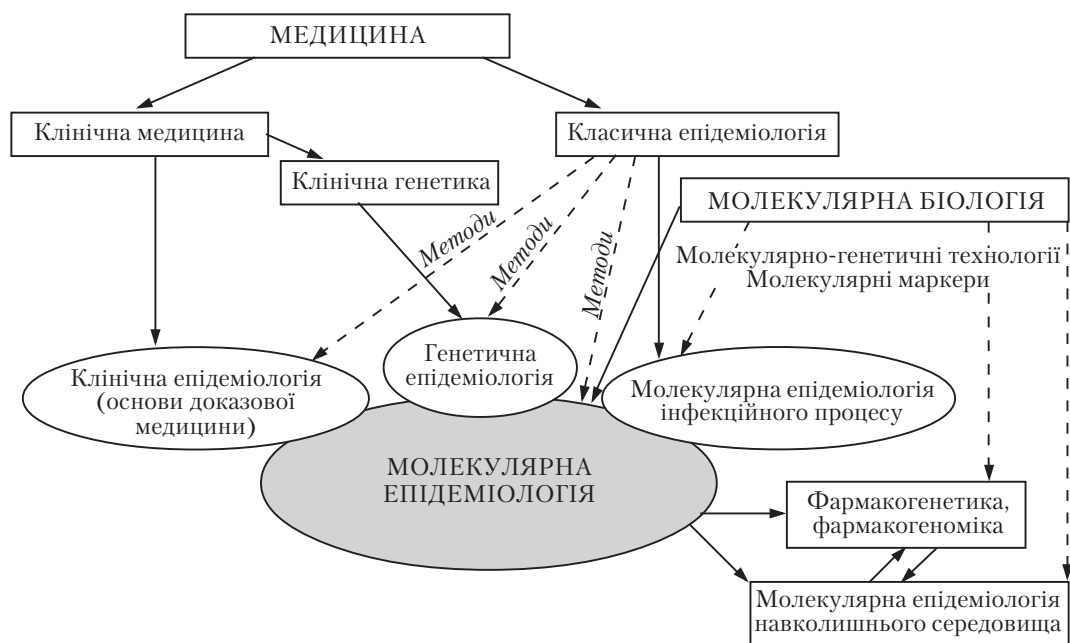 МЕДИЦИНА
Клінічна медицина
Класична епідеміологія
Клінічна генетика
МОЛЕКУЛЯРНА БІОЛОГІЯ
Методи
Методи
Методи
Молекулярно-генетичні технології
Молекулярні маркери
Генетична
епідеміологія
Клінічна епідеміологія
(основи доказової
медицини)
Молекулярна епідеміологія
інфекційного процесу
МОЛЕКУЛЯРНА
ЕПІДЕМІОЛОГІЯ
Фармакогенетика,
фармакогеноміка
Молекулярна епідеміологія
навколишнього середовища